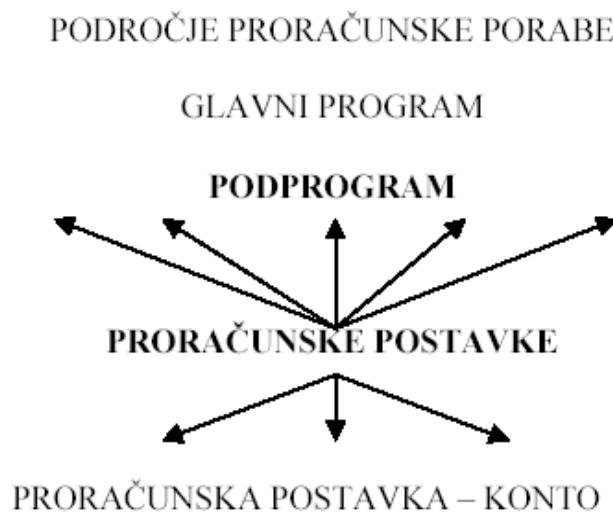 PODROČJE PRORAČUNSKE PORABE
GLAVNI PROGRAM
PODPROGRAM
PRORAČUNSKE POSTAVKE
PRORAČUNSKA POSTAVKA – KONTO